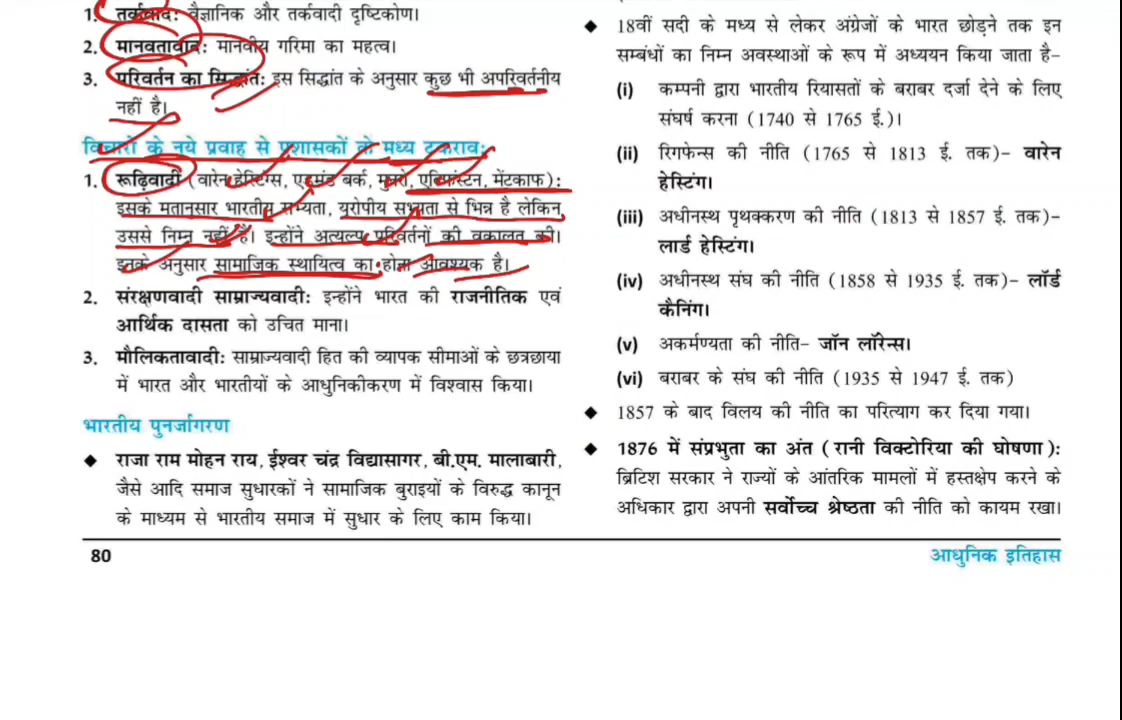 1. तर्कवाद: वैज्ञानिक और तर्कवादी दृष्टिकोण।
2. मानवतावाद: मानवीय गरिमा का महत्व।
3. परिवर्तन का सिद्धांत: इस सिद्धांत के अनुसार कुछ भी अपरिवर्तनीय
नहीं है।
विचारों के नये प्रवाह से प्रशासकों के मध्य टकराव:
1. रूढ़िवादी (वारेन हेस्टिंग्स, एडमंड बर्क, मुनरो, एल्फिंस्टन, मेंटकाफ):
इसके मतानसार भारतीय सभ्यता, यूरोपीय सभ्यता से भिन्न है लेकिन
उससे निम्न नहीं है। इन्होंने अत्यल्प परिवर्तनों की वकालत की।
इनके अनुसार सामाजिक स्थायित्व का होना आवश्यक है।
2. संरक्षणवादी साम्राज्यवादी: इन्होंने भारत की राजनीतिक एवं
आर्थिक दासता को उचित माना।
3. मौलिकतावादी: साम्राज्यवादी हित की व्यापक सीमाओं के छत्रछाया
में भारत और भारतीयों के आधुनिकीकरण में विश्वास किया।
भारतीय पुनर्जागरण
◆ राजा राम मोहन राय, ईश्वर चंद्र विद्यासागर, बी.एम. मालाबारी,
जैसे आदि समाज सुधारकों ने सामाजिक बुराइयों के विरुद्ध कानून
के माध्यम से भारतीय समाज में सुधार के लिए काम किया।
◆ 18वीं सदी के मध्य से लेकर अंग्रेजों के भारत छोड़ने तक इन
सम्बंधों का निम्न अवस्थाओं के रूप में अध्ययन किया जाता है–
(i) कम्पनी द्वारा भारतीय रियासतों के बराबर दर्जा देने के लिए
संघर्ष करना (1740 से 1765 ई.)।
(ii) रिगफेन्स की नीति (1765 से 1813 ई. तक)– वारेन
हेस्टिंग।
(iii) अधीनस्थ पृथक्करण की नीति (1813 से 1857 ई. तक)–
लार्ड हेस्टिंग।
(iv) अधीनस्थ संघ की नीति (1858 से 1935 ई. तक)– लॉर्ड
कैनिंग।
(v) अकर्मण्यता की नीति– जॉन लॉरेन्स।
(vi) बराबर के संघ की नीति (1935 से 1947 ई. तक)
◆ 1857 के बाद विलय की नीति का परित्याग कर दिया गया।
◆ 1876 में संप्रभुता का अंत (रानी विक्टोरिया की घोषणा):
ब्रिटिश सरकार ने राज्यों के आंतरिक मामलों में हस्तक्षेप करने के
अधिकार द्वारा अपनी सर्वोच्च श्रेष्ठता की नीति को कायम रखा।
80
आधुनिक इतिहास